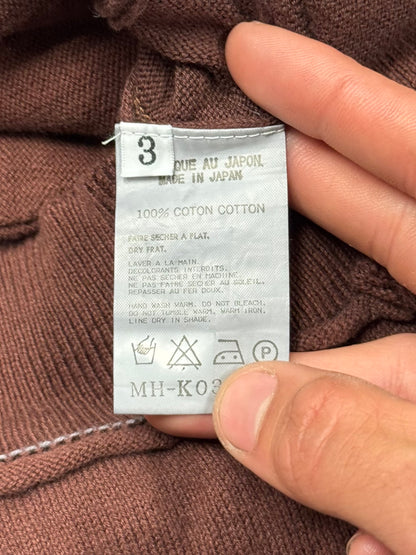 3
QUE AU JAPON.
MADE IN JAPAN
100% COTON COTTON
FAIRE SECHER A FLAT.
DRY FRAT.
LAVER A LA MAIN.
DECOLORANTS INTERDITS.
NE PAS SECHER EN MACHINE.
NE PAS FAIRE SECHER AU SOLEIL.
REPASSER AU FER DOUX.
HAND WASH WARM. DO NOT BLEACH.
DO NOT TUMBLE WARM. WARM IRON.
LINE DRY IN SHADE.
P
MH-K03